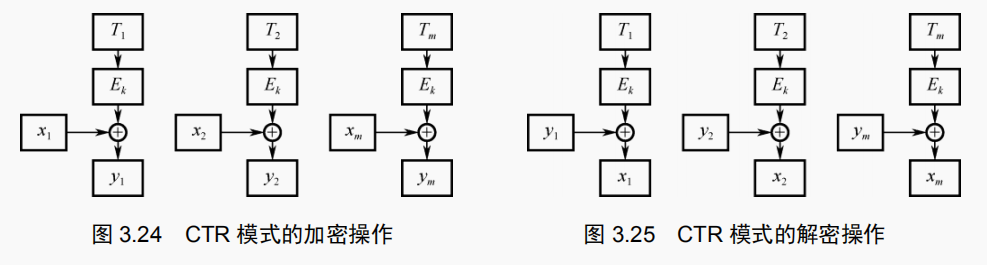 T₁ T₂ Tₘ T₁ T₂ Tₘ
Eₖ Eₖ Eₖ Eₖ Eₖ Eₖ
x₁ x₂ xₘ y₁ y₂ yₘ
y₁ y₂ yₘ x₁ x₂ xₘ
图 3.24 CTR 模式的加密操作
图 3.25 CTR 模式的解密操作